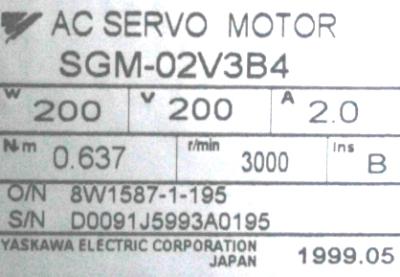 AC SERVO MOTOR
SGM-02V3B4
W 200 V 200 A 2.0
N·m 0.637 r/min 3000 Ins B
O/N 8W1587-1-195
S/N D0091J5993A0195
YASKAWA ELECTRIC CORPORATION
JAPAN 1999.05